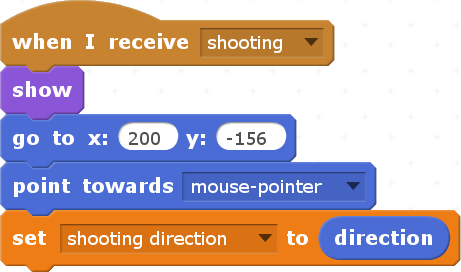 when I receive shooting
show
go to x: 200 y: -156
point towards mouse-pointer
set shooting direction to direction